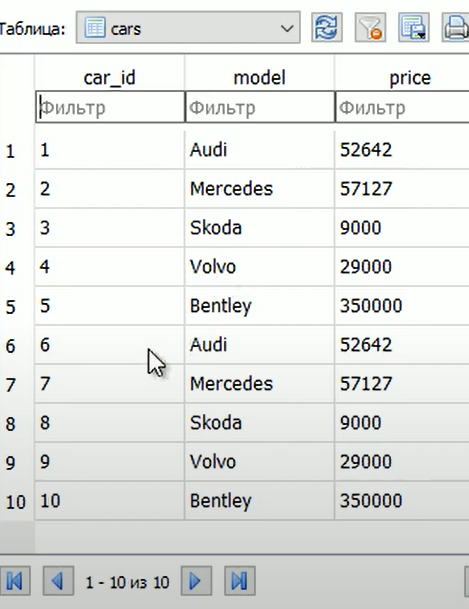 Таблица: cars
car_id model price
Фильтр Фильтр Фильтр
1 1 Audi 52642
2 2 Mercedes 57127
3 3 Skoda 9000
4 4 Volvo 29000
5 5 Bentley 350000
6 6 Audi 52642
7 7 Mercedes 57127
8 8 Skoda 9000
9 9 Volvo 29000
10 10 Bentley 350000
1 - 10 из 10